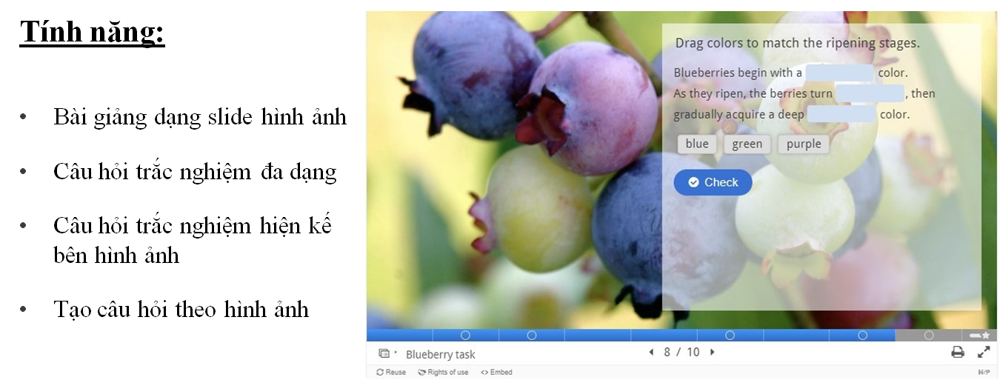 Tính năng:
• Bài giảng dạng slide hình ảnh
• Câu hỏi trắc nghiệm đa dạng
• Câu hỏi trắc nghiệm hiện kế
bên hình ảnh
• Tạo câu hỏi theo hình ảnh
Drag colors to match the ripening stages.
Blueberries begin with a color.
As they ripen, the berries turn , then
gradually acquire a deep color.
blue green purple
Check
Blueberry task 8 / 10
Reuse Rights of use <> Embed
H5P